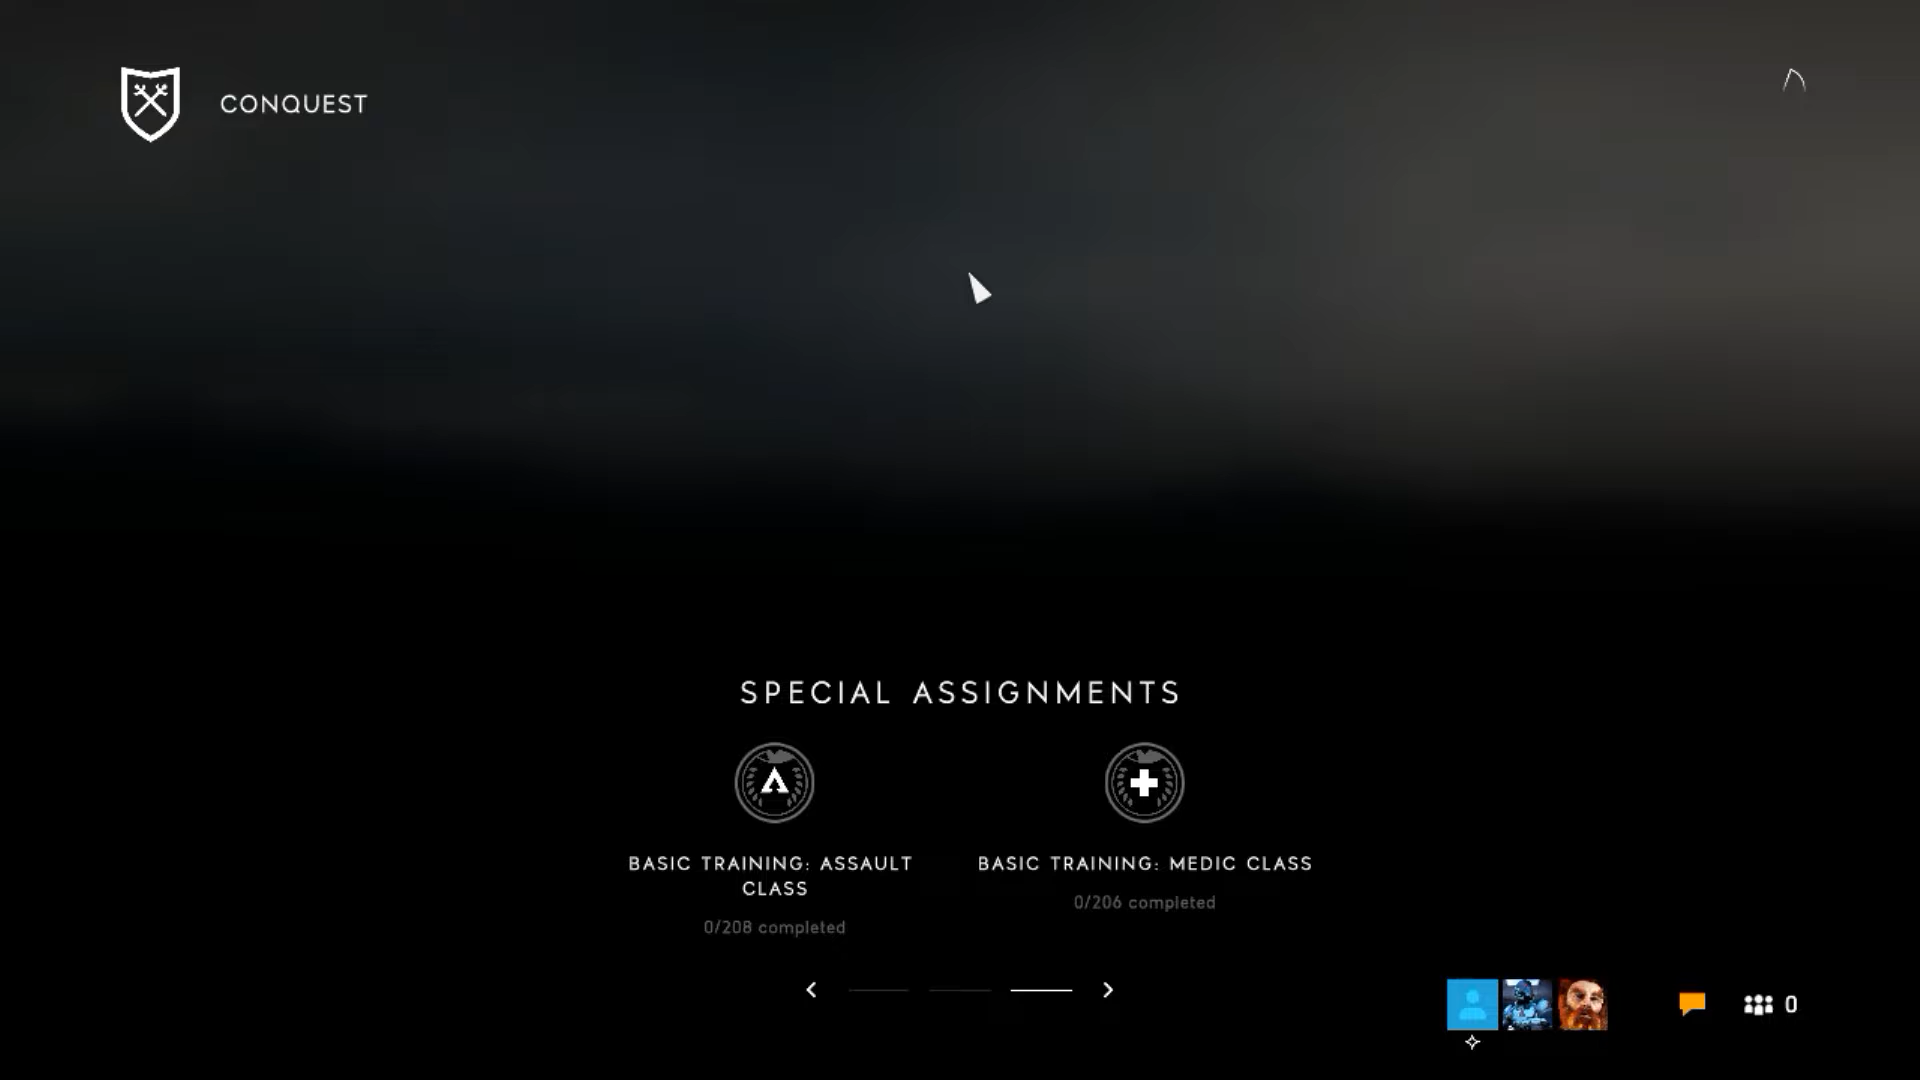 CONQUEST
SPECIAL ASSIGNMENTS
BASIC TRAINING: ASSAULT
CLASS
0/208 completed
BASIC TRAINING: MEDIC CLASS
0/206 completed
0